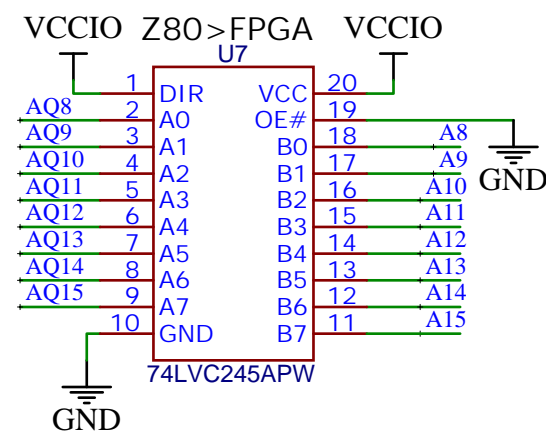 VCCIO Z80>FPGA VCCIO
U7
1 DIR VCC 20
AQ8 2 A0 OE# 19
AQ9 3 A1 B0 18 A8
AQ10 4 A2 B1 17 A9
GND
AQ11 5 A3 B2 16 A10
AQ12 6 A4 B3 15 A11
AQ13 7 A5 B4 14 A12
AQ14 8 A6 B5 13 A13
AQ15 9 A7 B6 12 A14
10 GND B7 11 A15
74LVC245APW
GND